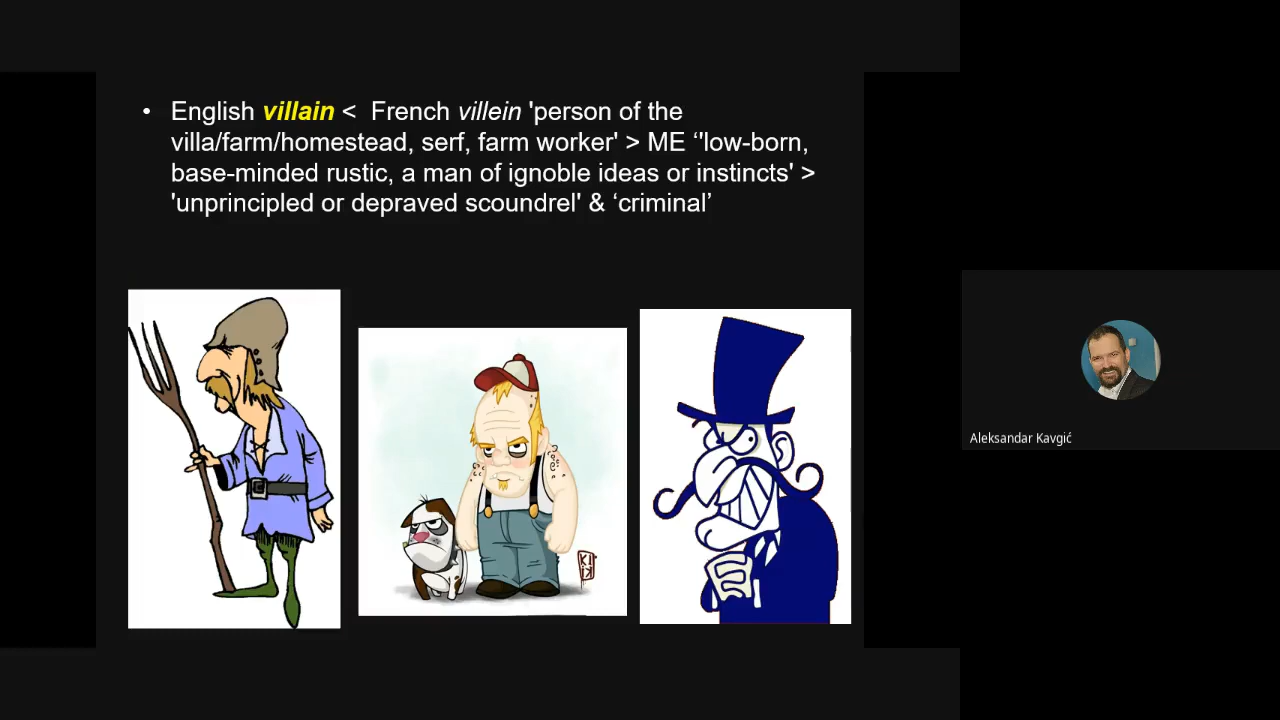 • English villain < French villein 'person of the
villa/farm/homestead, serf, farm worker' > ME ‘'low-born,
base-minded rustic, a man of ignoble ideas or instincts' >
'unprincipled or depraved scoundrel' & ‘criminal’
Aleksandar Kavgić